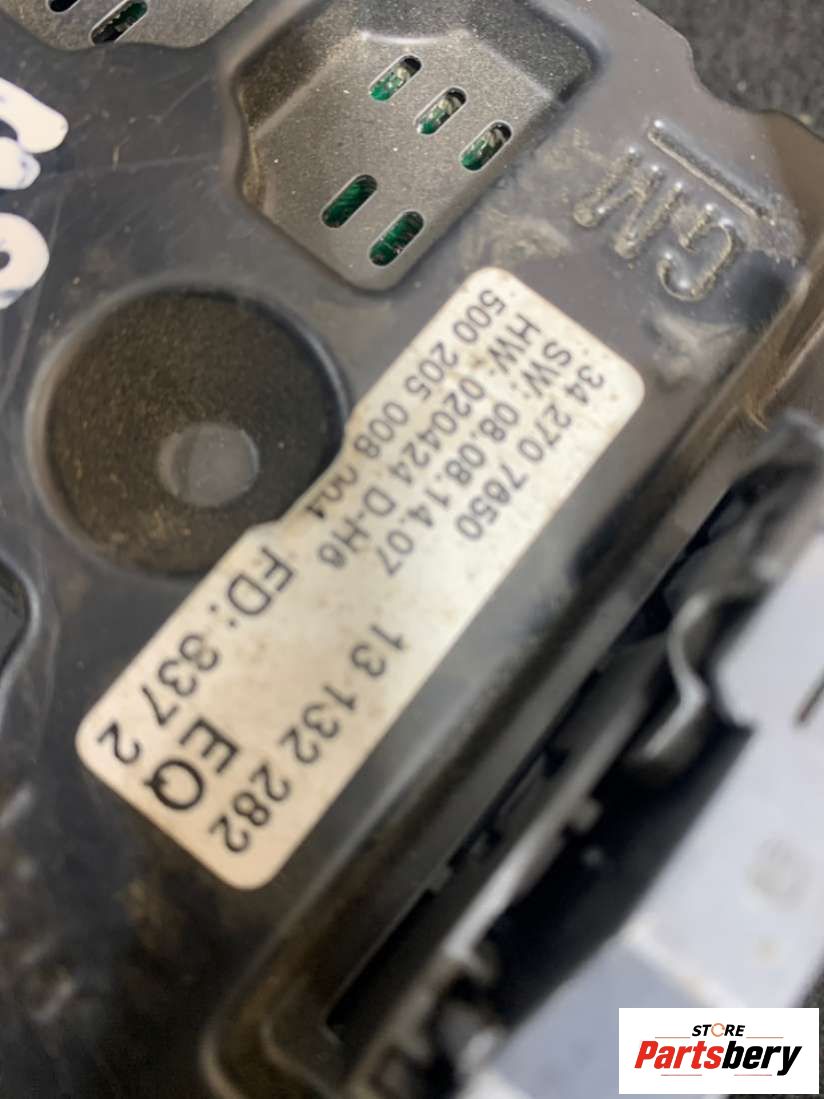 GM
34 270 7650
SW: 08.08.14.07
HW: 020424 D-H6
500 205 008 004
13 132 282
EQ
FD: 337 2
STORE
Partsbery